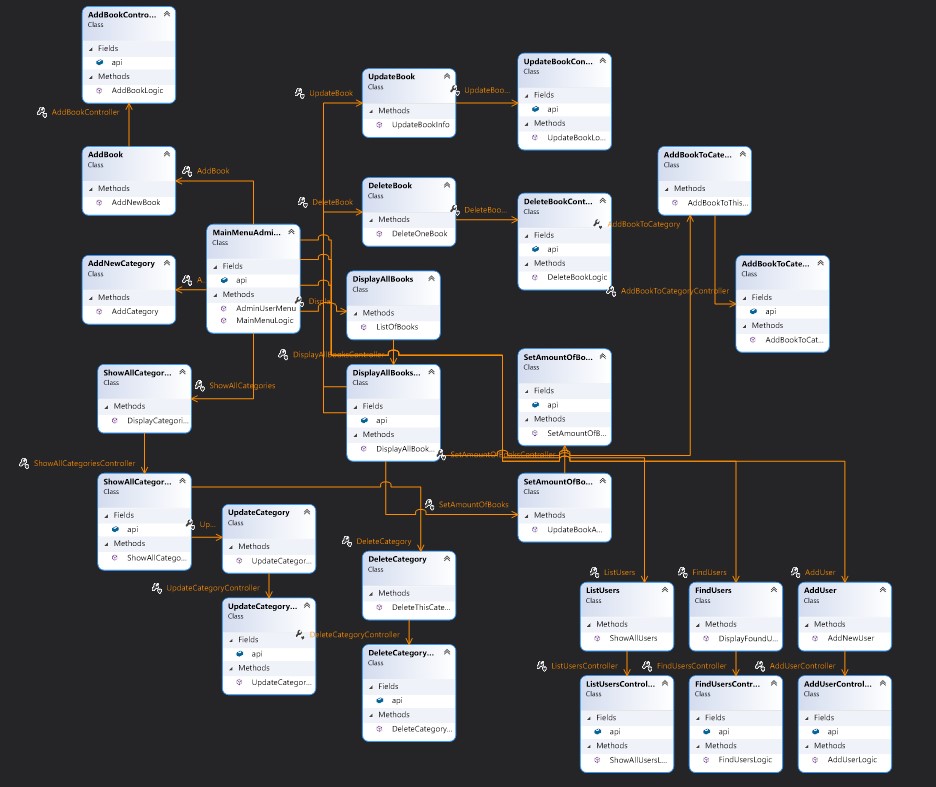 AddBookContro...
Class
Fields
api
Methods
AddBookLogic
AddBookController
AddBook
Class
Methods
AddNewBook
AddBook
MainMenuAdmi...
Class
Fields
api
Methods
AdminUserMenu
MainMenuLogic
AddNewCategory
Class
Methods
AddCategory
A...
ShowAllCategor...
Class
Methods
DisplayCategori...
ShowAllCategories
ShowAllCategoriesController
ShowAllCategor...
Class
Fields
api
Methods
ShowAllCatego...
Up...
UpdateCategory
Class
Methods
UpdateCategor...
UpdateCategoryController
UpdateCategory...
Class
Fields
api
Methods
UpdateCategor...
UpdateBook
UpdateBook
Class
Methods
UpdateBookInfo
UpdateBoo...
UpdateBookCon...
Class
Fields
api
Methods
UpdateBookLo...
DeleteBook
DeleteBook
Class
Methods
DeleteOneBook
DeleteBoo...
DeleteBookCont...
Class
Fields
api
Methods
DeleteBookLogic
Displa...
DisplayAllBooks
Class
Methods
ListOfBooks
DisplayAllBooksController
DisplayAllBooks...
Class
Fields
api
Methods
DisplayAllBook...
AddBookToCate...
Class
Methods
AddBookToThis...
AddBookToCategory
AddBookToCategoryController
AddBookToCate...
Class
Fields
api
Methods
AddBookToCat...
SetAmountOfBo...
Class
Fields
api
Methods
SetAmountOfB...
SetAmountOfBooksController
SetAmountOfBo...
Class
Methods
UpdateBookA...
SetAmountOfBooks
DeleteCategory
DeleteCategory
Class
Methods
DeleteThisCate...
DeleteCategoryController
DeleteCategory...
Class
Fields
api
Methods
DeleteCategory...
ListUsers
ListUsers
Class
Methods
ShowAllUsers
ListUsersController
ListUsersControl...
Class
Fields
api
Methods
ShowAllUsersL...
FindUsers
FindUsers
Class
Methods
DisplayFoundU...
FindUsersController
FindUsersContr...
Class
Fields
api
Methods
FindUsersLogic
AddUser
AddUser
Class
Methods
AddNewUser
AddUserController
AddUserControl...
Class
Fields
api
Methods
AddUserLogic